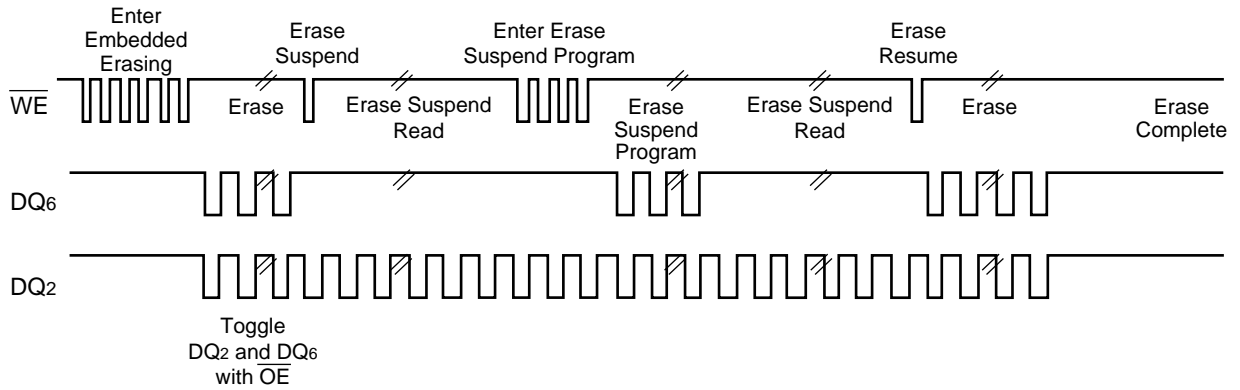 Enter
Embedded
Erasing
Erase
Suspend
Enter Erase
Suspend Program
Erase
Resume
WE
Erase
Erase Suspend
Read
Erase
Suspend
Program
Erase Suspend
Read
Erase
Erase
Complete
DQ6
DQ2
Toggle
DQ2 and DQ6
with OE